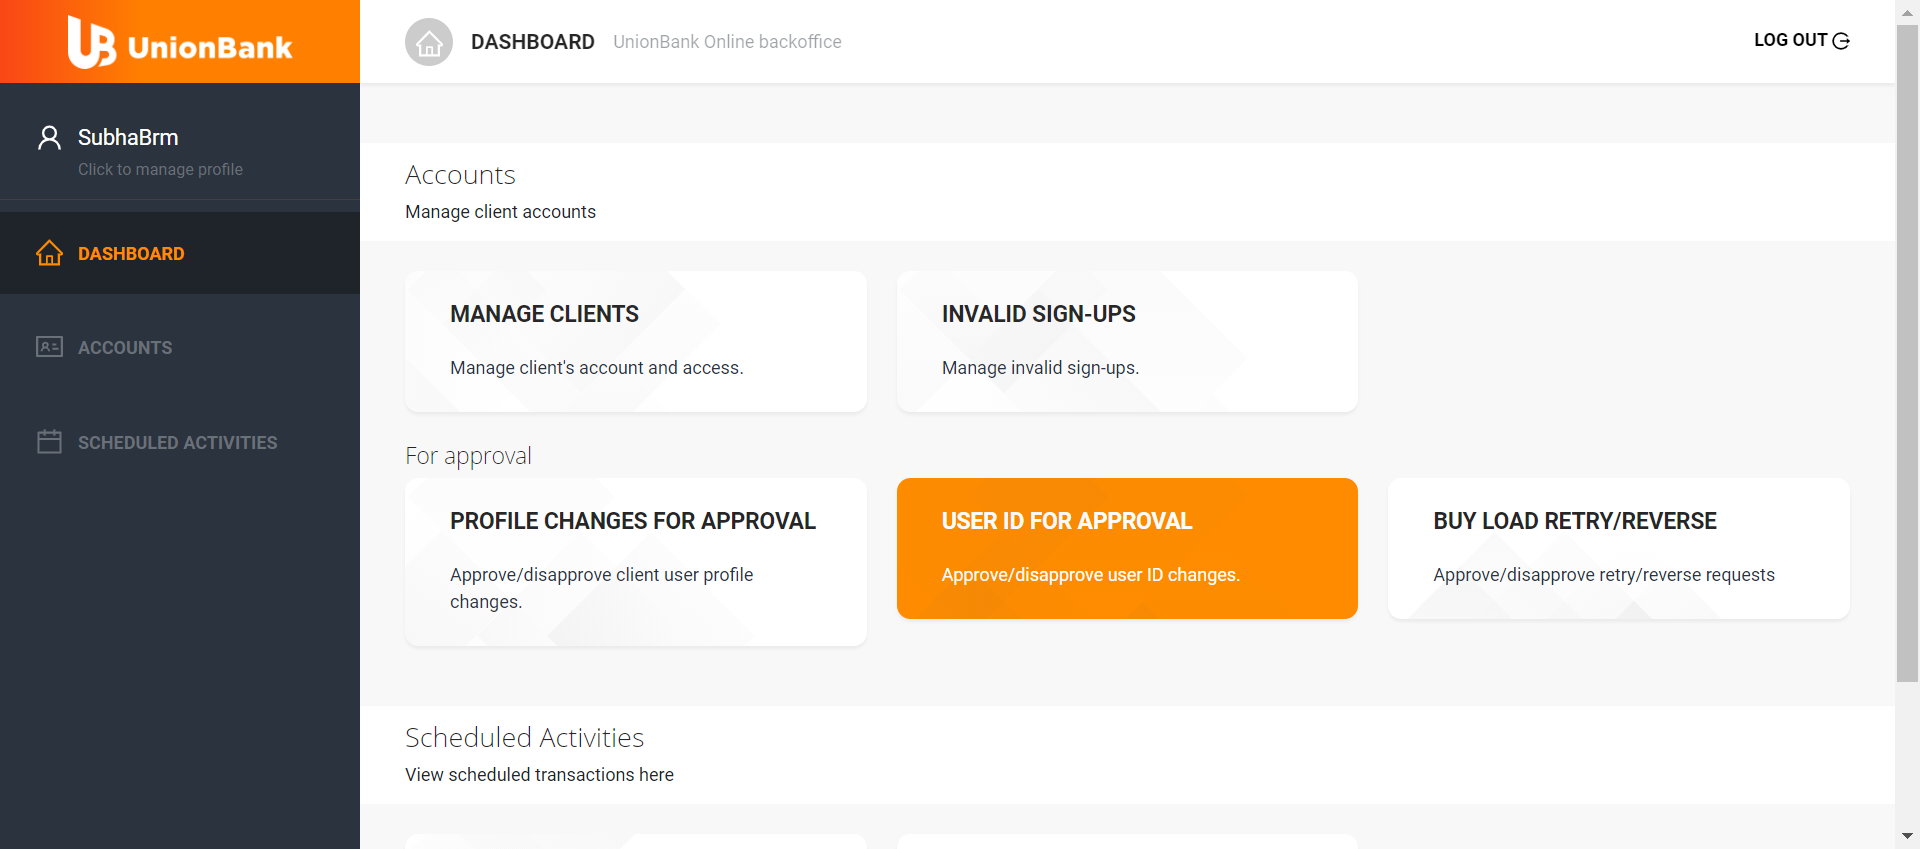 UnionBank
DASHBOARD UnionBank Online backoffice
LOG OUT
SubhaBrm
Click to manage profile
DASHBOARD
ACCOUNTS
SCHEDULED ACTIVITIES
Accounts
Manage client accounts
MANAGE CLIENTS
Manage client's account and access.
INVALID SIGN-UPS
Manage invalid sign-ups.
For approval
PROFILE CHANGES FOR APPROVAL
Approve/disapprove client user profile
changes.
USER ID FOR APPROVAL
Approve/disapprove user ID changes.
BUY LOAD RETRY/REVERSE
Approve/disapprove retry/reverse requests
Scheduled Activities
View scheduled transactions here